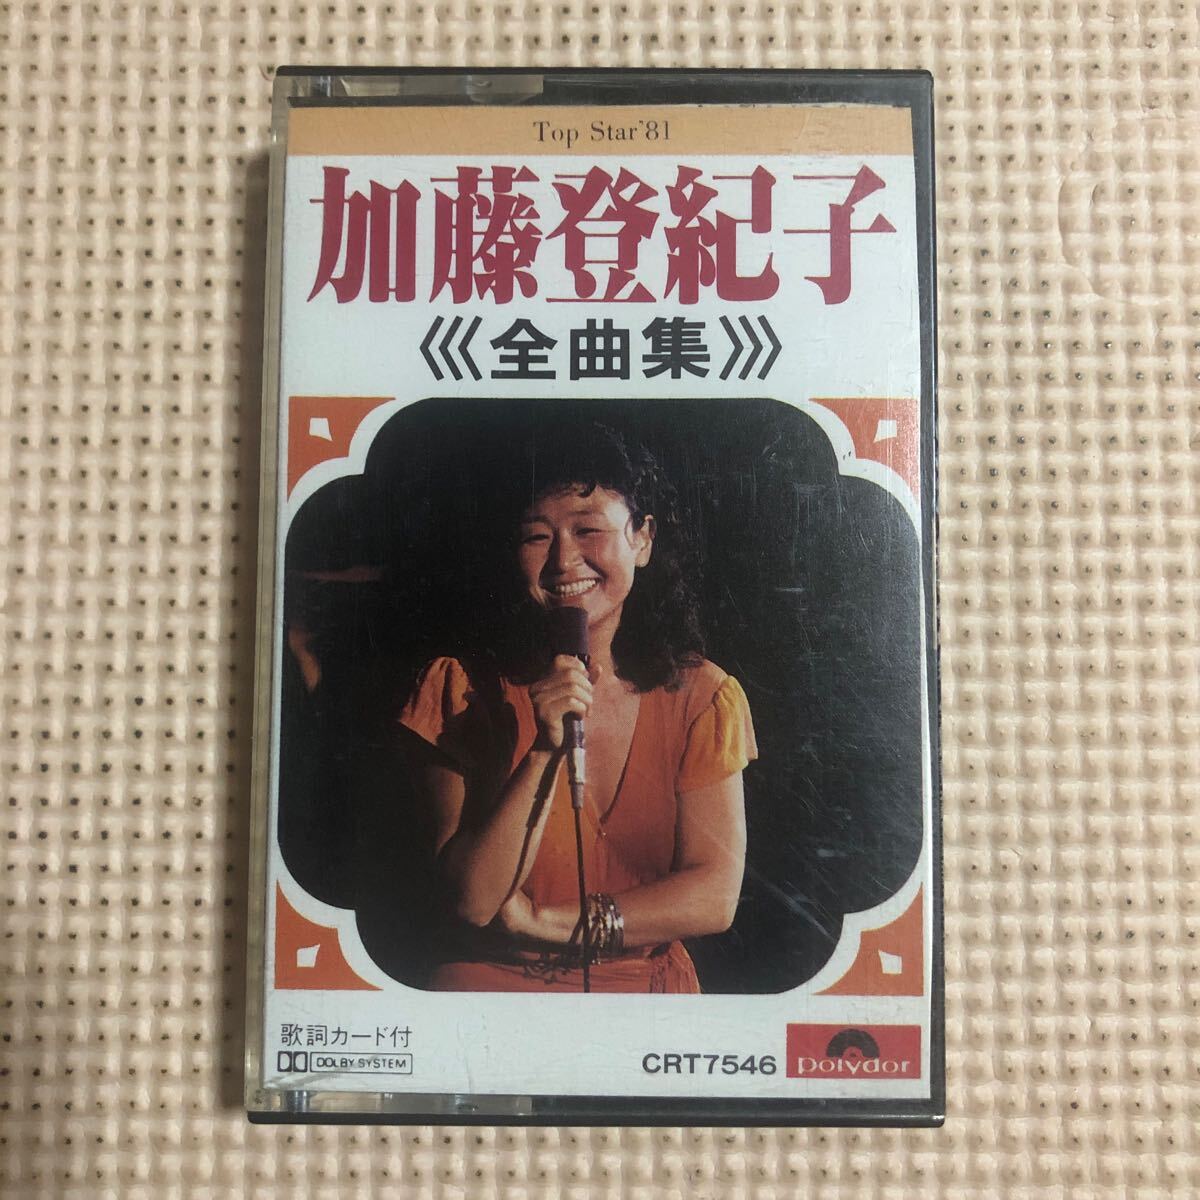 Top Star'81
加藤登紀子
⟪⟨全曲集⟩⟫
歌詞カード付
DOLBY SYSTEM
CRT7546
polydor